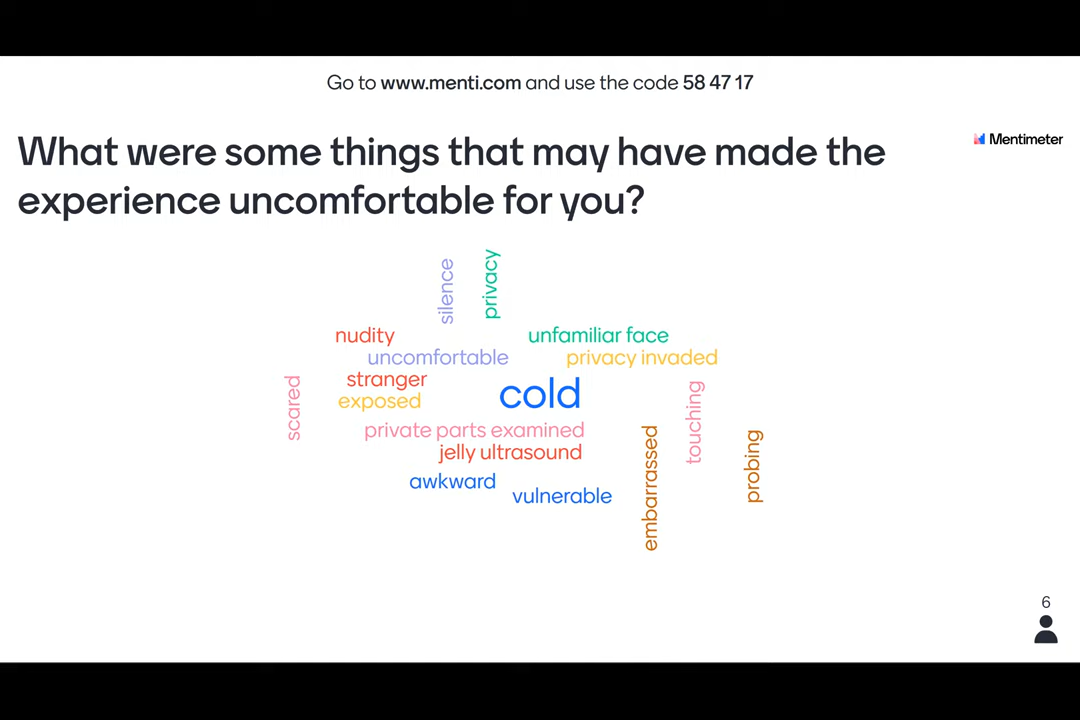 Go to www.menti.com and use the code 58 47 17
Mentimeter
What were some things that may have made the
experience uncomfortable for you?
silence
privacy
nudity
unfamiliar face
uncomfortable
privacy invaded
stranger
cold
scared
exposed
touching
private parts examined
embarrassed
probing
jelly ultrasound
awkward
vulnerable
6